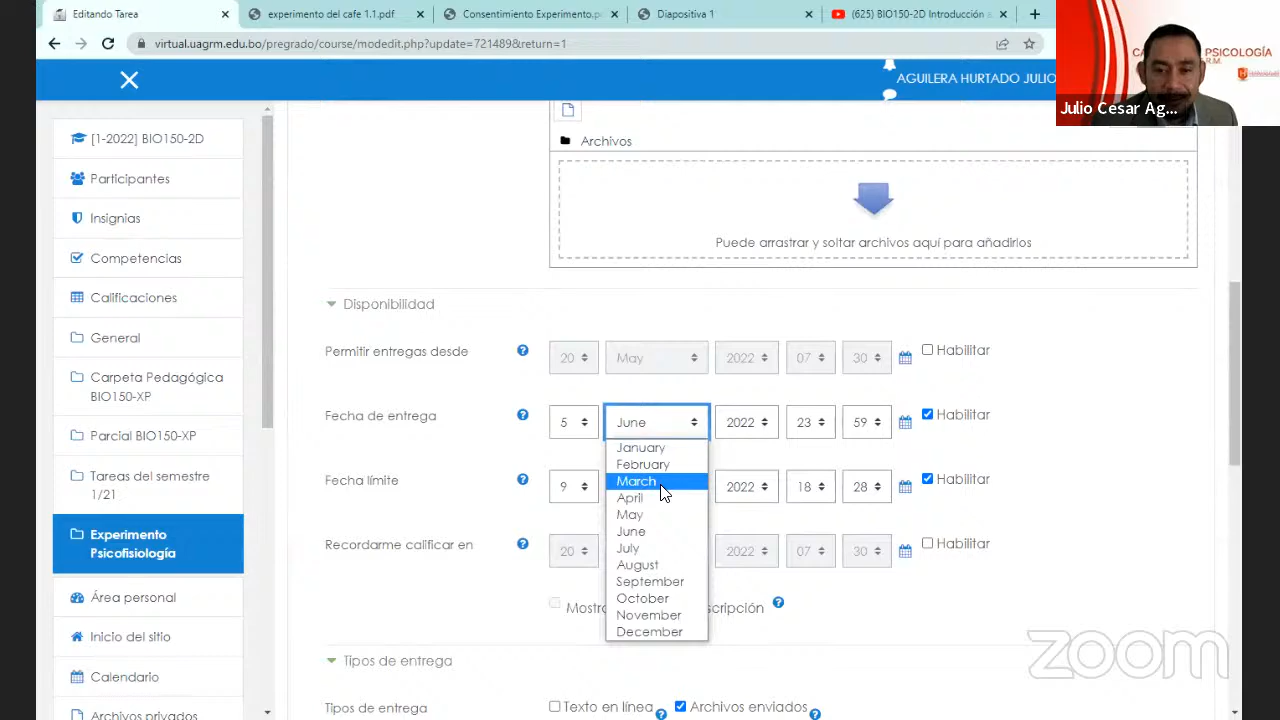 Editando Tarea
experimento del cafe 1.1.pdf
Consentimiento Experimento.p
Diapositiva 1
(625) BIO150-2D Introducción a
virtual.uagrm.edu.bo/pregrado/course/modedit.php?update=721489&return=1
AGUILERA HURTADO JULIO
PSICOLOGÍA
Julio Cesar Ag...
[1-2022] BIO150-2D
Participantes
Insignias
Competencias
Calificaciones
General
Carpeta Pedagógica
BIO150-XP
Parcial BIO150-XP
Tareas del semestre
1/21
Experimento
Psicofisiología
Área personal
Inicio del sitio
Calendario
Archivos privados
Archivos
Puede arrastrar y soltar archivos aquí para añadirlos
Disponibilidad
Permitir entregas desde
20 May 2022 07 30 Habilitar
Fecha de entrega
5 June 2022 23 59 Habilitar
January
February
March
April
May
June
July
August
September
October
November
December
Fecha límite
9 2022 18 28 Habilitar
Recordarme calificar en
20 2022 07 30 Habilitar
Mostra scripción
Tipos de entrega
Tipos de entrega
Texto en línea
Archivos enviados
zoom